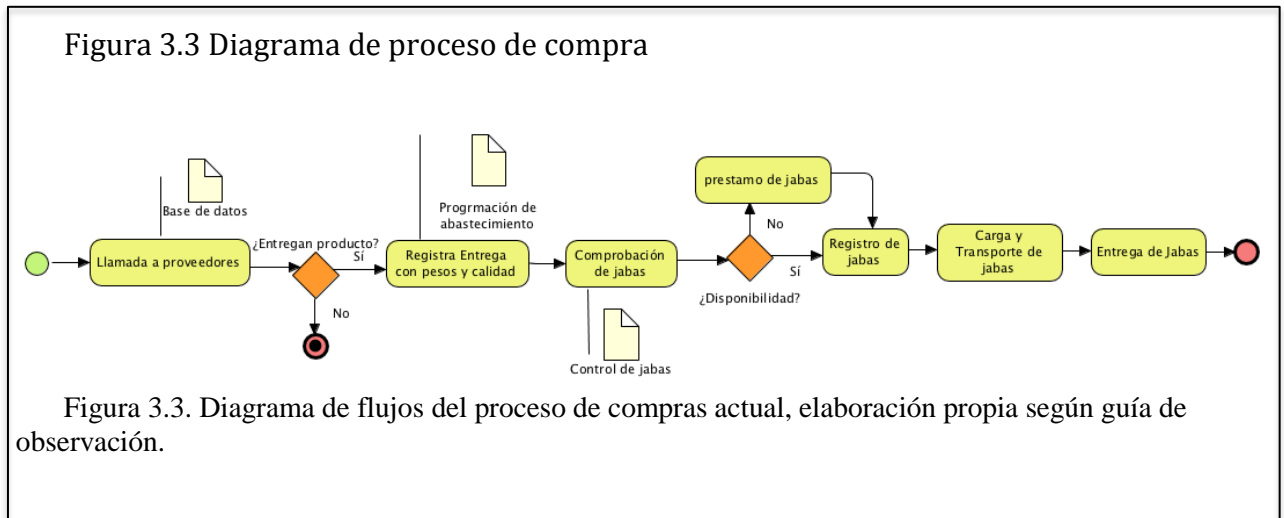 Figura 3.3 Diagrama de proceso de compra
Base de datos
Llamada a proveedores
¿Entregan producto?
Sí
No
Progrmación de
abastecimiento
Registra Entrega
con pesos y calidad
Comprobación
de jabas
Control de jabas
¿Disponibilidad?
No
Sí
prestamo de jabas
Registro de
jabas
Carga y
Transporte de
jabas
Entrega de Jabas
Figura 3.3. Diagrama de flujos del proceso de compras actual, elaboración propia según guía de
observación.